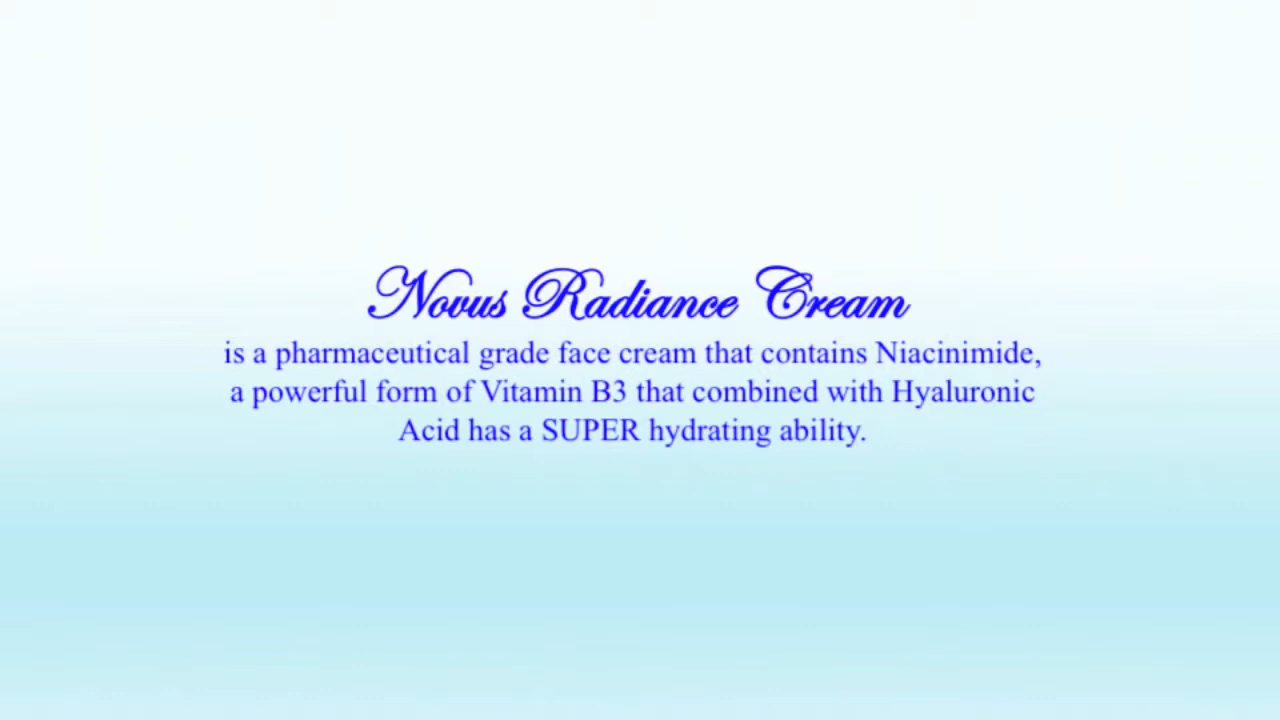 Novus Radiance Cream
is a pharmaceutical grade face cream that contains Niacinimide,
a powerful form of Vitamin B3 that combined with Hyaluronic
Acid has a SUPER hydrating ability.